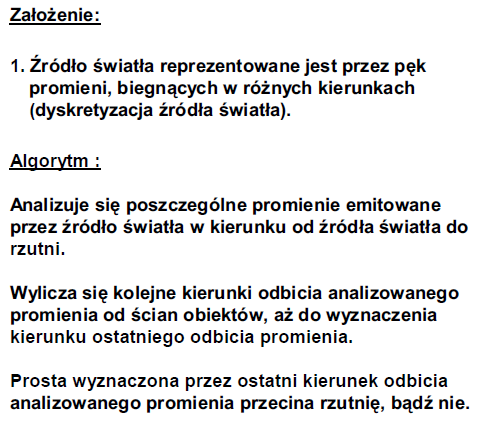 Założenie:
1. Źródło światła reprezentowane jest przez pęk
promieni, biegnących w różnych kierunkach
(dyskretyzacja źródła światła).
Algorytm :
Analizuje się poszczególne promienie emitowane
przez źródło światła w kierunku od źródła światła do
rzutni.
Wylicza się kolejne kierunki odbicia analizowanego
promienia od ścian obiektów, aż do wyznaczenia
kierunku ostatniego odbicia promienia.
Prosta wyznaczona przez ostatni kierunek odbicia
analizowanego promienia przecina rzutnię, bądź nie.